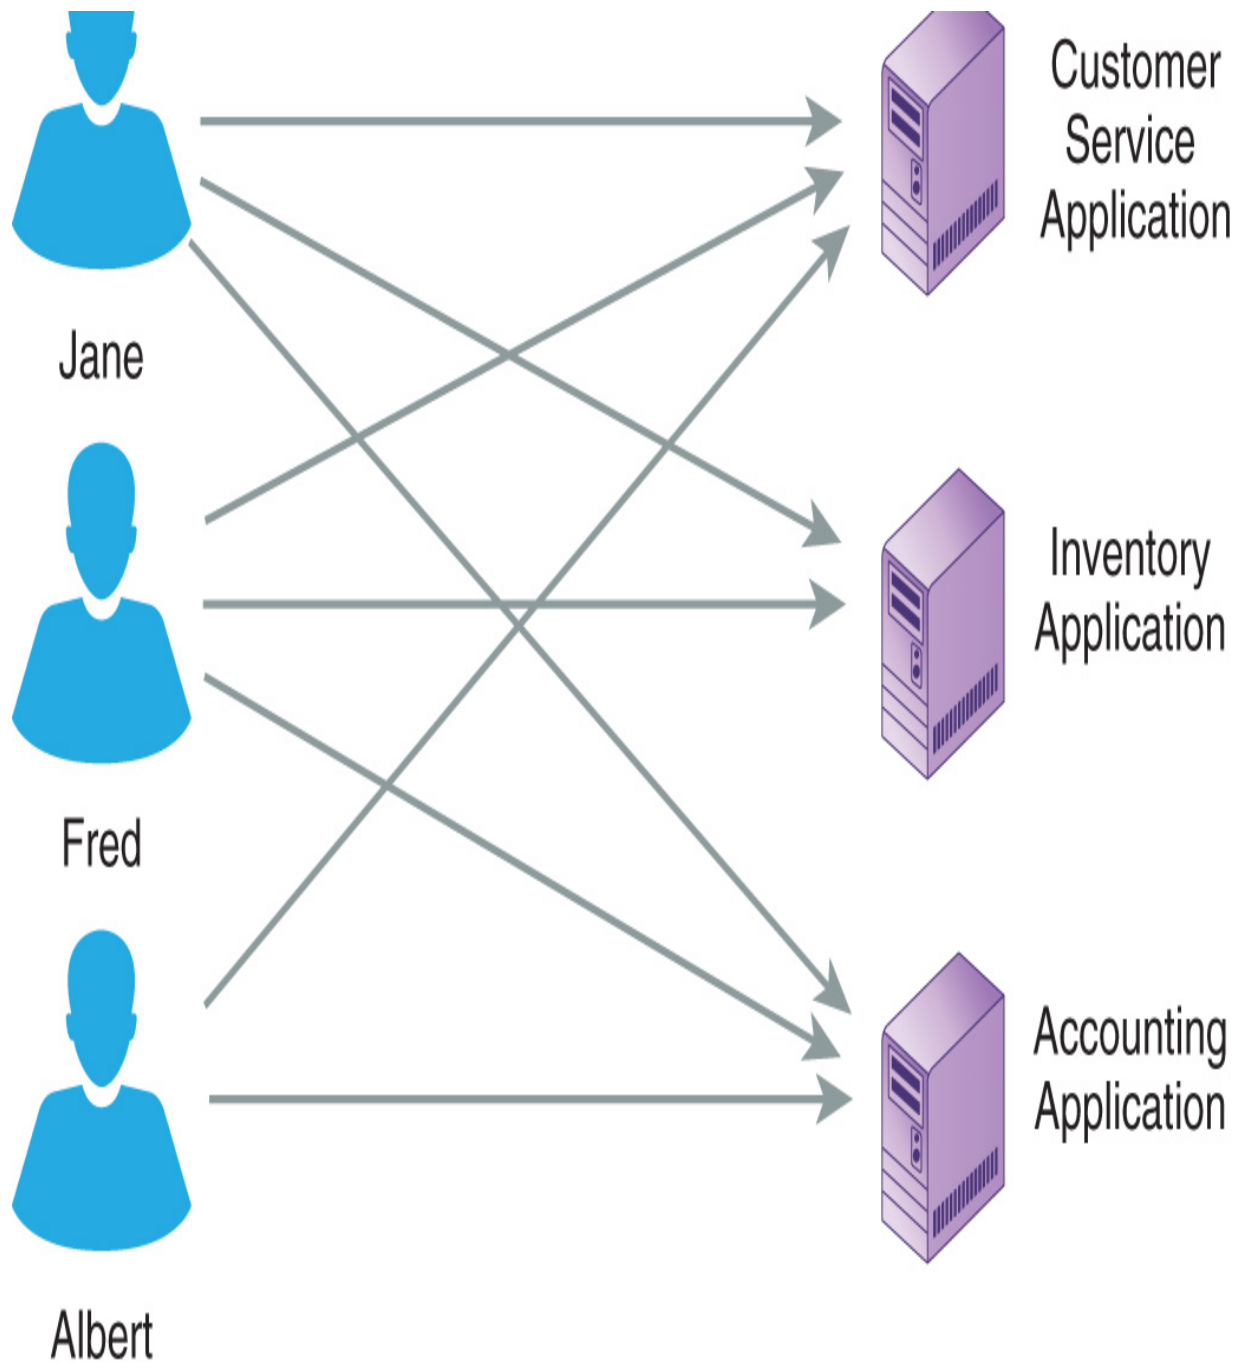 Customer
Service
Application
Jane
Inventory
Application
Fred
Accounting
Application
Albert